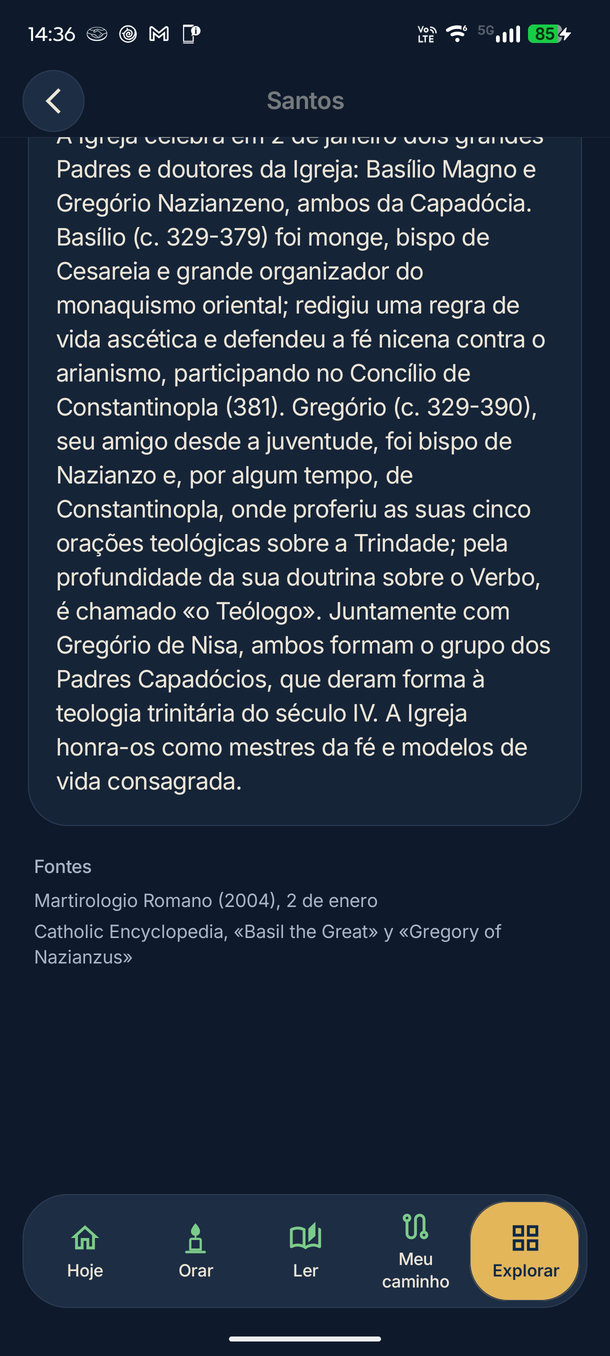 14:36
Vo
LTE
6
5G
85
Santos
A Igreja celebra em 2 de janeiro dois grandes
Padres e doutores da Igreja: Basílio Magno e
Gregório Nazianzeno, ambos da Capadócia.
Basílio (c. 329-379) foi monge, bispo de
Cesareia e grande organizador do
monaquismo oriental; redigiu uma regra de
vida ascética e defendeu a fé nicena contra o
arianismo, participando no Concílio de
Constantinopla (381). Gregório (c. 329-390),
seu amigo desde a juventude, foi bispo de
Nazianzo e, por algum tempo, de
Constantinopla, onde proferiu as suas cinco
orações teológicas sobre a Trindade; pela
profundidade da sua doutrina sobre o Verbo,
é chamado «o Teólogo». Juntamente com
Gregório de Nisa, ambos formam o grupo dos
Padres Capadócios, que deram forma à
teologia trinitária do século IV. A Igreja
honra-os como mestres da fé e modelos de
vida consagrada.
Fontes
Martirologio Romano (2004), 2 de enero
Catholic Encyclopedia, «Basil the Great» y «Gregory of
Nazianzus»
Hoje
Orar
Ler
Meu
caminho
Explorar